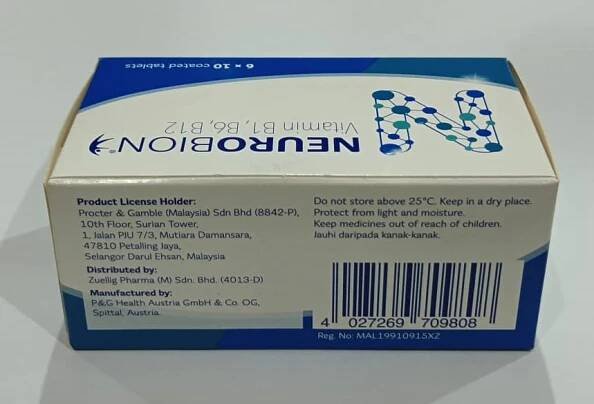 6 x 10 coated tablets
Vitamin B1, B6, B12
NEUROBION®
Product License Holder:
Procter & Gamble (Malaysia) Sdn Bhd (8842-P),
10th Floor, Surian Tower,
1, Jalan PJU 7/3, Mutiara Damansara,
47810 Petaling Jaya,
Selangor Darul Ehsan, Malaysia
Distributed by:
Zuellig Pharma (M) Sdn. Bhd. (4013-D)
Manufactured by:
P&G Health Austria GmbH & Co. OG,
Spittal, Austria.
Do not store above 25°C. Keep in a dry place.
Protect from light and moisture.
Keep medicines out of reach of children.
Jauhi daripada kanak-kanak.
4 027269 709808
Reg. No: MAL19910915XZ